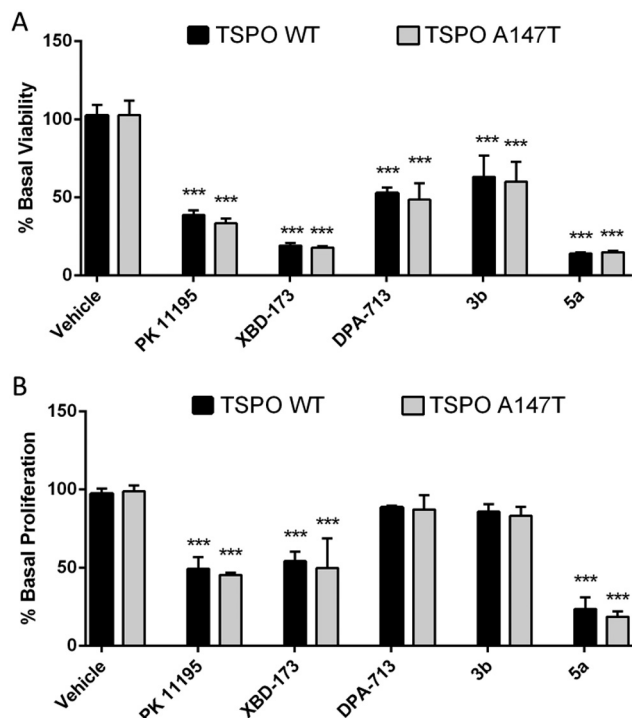 A
TSPO WT TSPO A147T
150
100
50
0
% Basal Viability
*** *** *** *** *** *** *** *** *** ***
Vehicle PK 11195 XBD-173 DPA-713 3b 5a
B
TSPO WT TSPO A147T
150
100
50
0
% Basal Proliferation
*** *** *** *** *** ***
Vehicle PK 11195 XBD-173 DPA-713 3b 5a